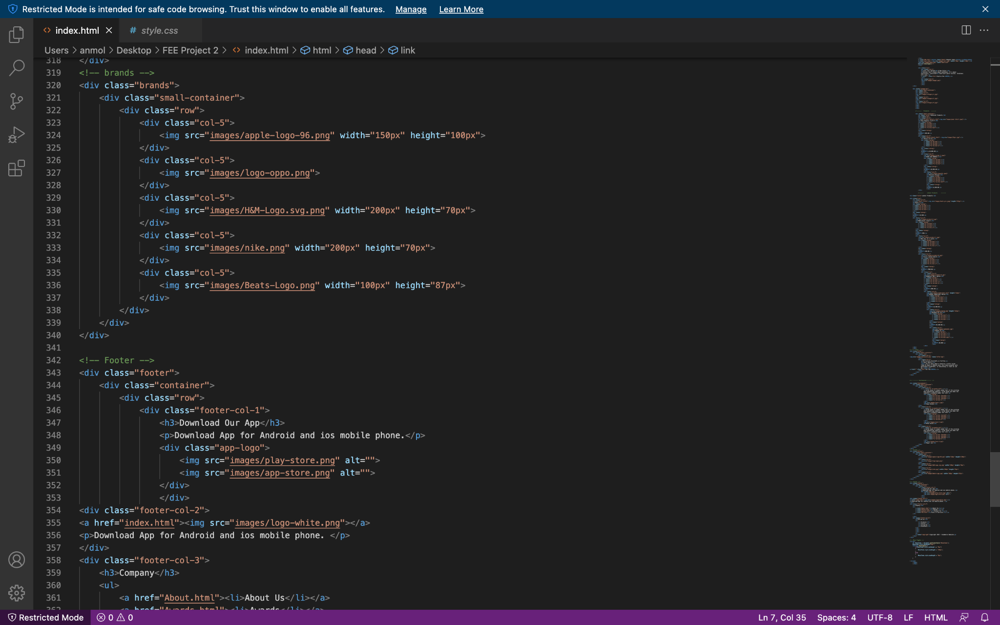 Restricted Mode is intended for safe code browsing. Trust this window to enable all features. Manage Learn More
index.html
# style.css
Users > anmol > Desktop > FEE Project 2 > index.html > html > head > link
318 </div>
319 <!-- brands -->
320 <div class="brands">
321 <div class="small-container">
322 <div class="row">
323 <div class="col-5">
324 <img src="images/apple-logo-96.png" width="150px" height="100px">
325 </div>
326 <div class="col-5">
327 <img src="images/logo-oppo.png">
328 </div>
329 <div class="col-5">
330 <img src="images/H&M-Logo.svg.png" width="200px" height="70px">
331 </div>
332 <div class="col-5">
333 <img src="images/nike.png" width="200px" height="70px">
334 </div>
335 <div class="col-5">
336 <img src="images/Beats-Logo.png" width="100px" height="87px">
337 </div>
338 </div>
339 </div>
340 </div>
341
342 <!-- Footer -->
343 <div class="footer">
344 <div class="container">
345 <div class="row">
346 <div class="footer-col-1">
347 <h3>Download Our App</h3>
348 <p>Download App for Android and ios mobile phone.</p>
349 <div class="app-logo">
350 <img src="images/play-store.png" alt="">
351 <img src="images/app-store.png" alt="">
352 </div>
353 </div>
354 <div class="footer-col-2">
355 <a href="index.html"><img src="images/logo-white.png"></a>
356 <p>Download App for Android and ios mobile phone. </p>
357 </div>
358 <div class="footer-col-3">
359 <h3>Company</h3>
360 <ul>
361 <a href="About.html"><li>About Us</li></a>
362 <a href="Awards.html"><li>Awards</li></a>
Restricted Mode 0 0 Ln 7, Col 35 Spaces: 4 UTF-8 LF HTML